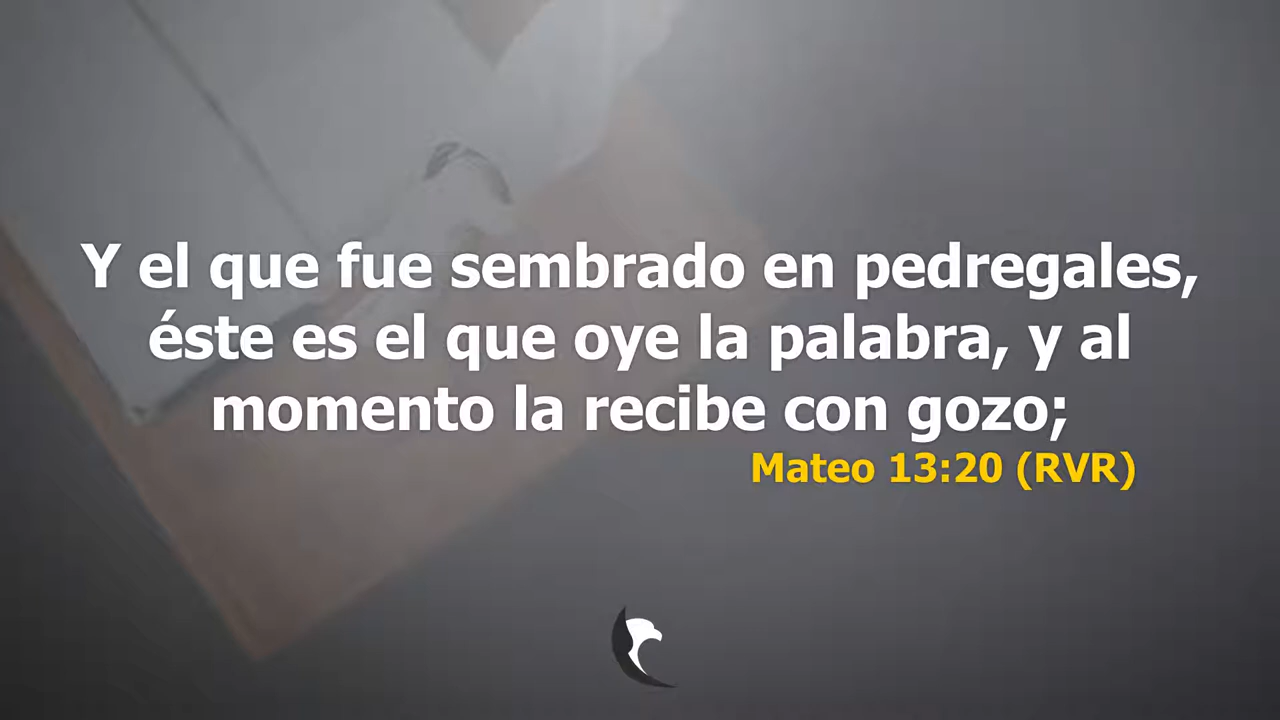 Y el que fue sembrado en pedregales,
éste es el que oye la palabra, y al
momento la recibe con gozo;
Mateo 13:20 (RVR)